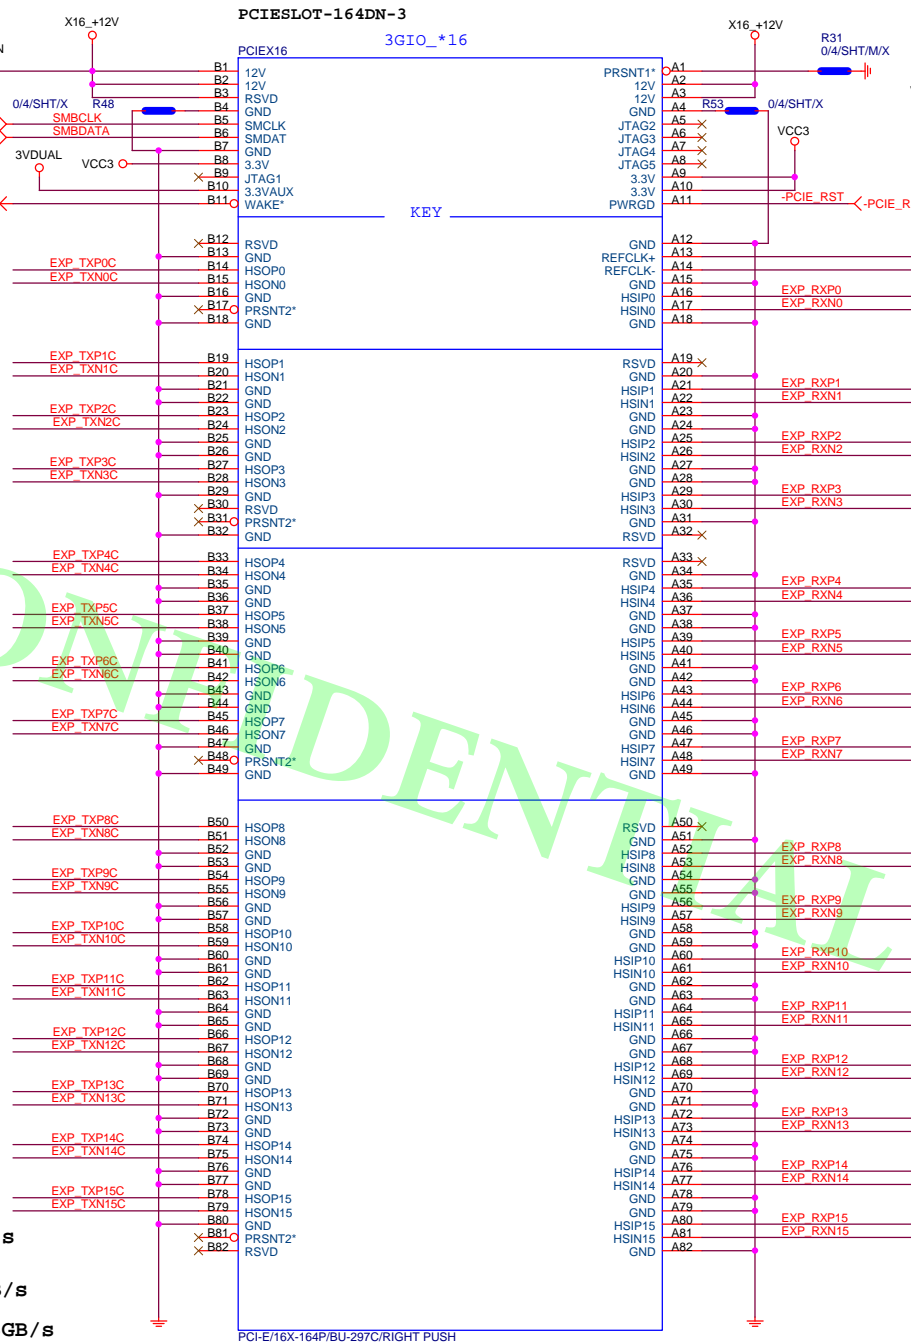 PCIESLOT-164DN-3
3GIO_*16
PCIEX16
X16_+12V
X16_+12V
R31
0/4/SHT/M/X
N
0/4/SHT/X R48
R53 0/4/SHT/X
SMBCLK
SMBDATA
3VDUAL
VCC3
VCC3
-PCIE_RST
-PCIE_R
B1 12V PRSNT1* A1
B2 12V 12V A2
B3 RSVD 12V A3
B4 GND GND A4
B5 SMCLK JTAG2 A5
B6 SMDAT JTAG3 A6
B7 GND JTAG4 A7
B8 3.3V JTAG5 A8
B9 JTAG1 3.3V A9
B10 3.3VAUX 3.3V A10
B11 WAKE* PWRGD A11
KEY
B12 RSVD GND A12
B13 GND REFCLK+ A13
EXP_TXP0C B14 HSOP0 REFCLK- A14
EXP_TXN0C B15 HSON0 GND A15
B16 GND HSIP0 A16 EXP_RXP0
B17 PRSNT2* HSIN0 A17 EXP_RXN0
B18 GND GND A18
EXP_TXP1C B19 HSOP1 RSVD A19
EXP_TXN1C B20 HSON1 GND A20
B21 GND HSIP1 A21 EXP_RXP1
B22 GND HSIN1 A22 EXP_RXN1
EXP_TXP2C B23 HSOP2 GND A23
EXP_TXN2C B24 HSON2 GND A24
B25 GND HSIP2 A25 EXP_RXP2
B26 GND HSIN2 A26 EXP_RXN2
EXP_TXP3C B27 HSOP3 GND A27
EXP_TXN3C B28 HSON3 GND A28
B29 GND HSIP3 A29 EXP_RXP3
B30 RSVD HSIN3 A30 EXP_RXN3
B31 PRSNT2* GND A31
B32 GND RSVD A32
EXP_TXP4C B33 HSOP4 RSVD A33
EXP_TXN4C B34 HSON4 GND A34
B35 GND HSIP4 A35 EXP_RXP4
B36 GND HSIN4 A36 EXP_RXN4
EXP_TXP5C B37 HSOP5 GND A37
EXP_TXN5C B38 HSON5 GND A38
B39 GND HSIP5 A39 EXP_RXP5
B40 GND HSIN5 A40 EXP_RXN5
EXP_TXP6C B41 HSOP6 GND A41
EXP_TXN6C B42 HSON6 GND A42
B43 GND HSIP6 A43 EXP_RXP6
B44 GND HSIN6 A44 EXP_RXN6
EXP_TXP7C B45 HSOP7 GND A45
EXP_TXN7C B46 HSON7 GND A46
B47 GND HSIP7 A47 EXP_RXP7
B48 PRSNT2* HSIN7 A48 EXP_RXN7
B49 GND GND A49
EXP_TXP8C B50 HSOP8 RSVD A50
EXP_TXN8C B51 HSON8 GND A51
B52 GND HSIP8 A52 EXP_RXP8
B53 GND HSIN8 A53 EXP_RXN8
EXP_TXP9C B54 HSOP9 GND A54
EXP_TXN9C B55 HSON9 GND A55
B56 GND HSIP9 A56 EXP_RXP9
B57 GND HSIN9 A57 EXP_RXN9
EXP_TXP10C B58 HSOP10 GND A58
EXP_TXN10C B59 HSON10 GND A59
B60 GND HSIP10 A60 EXP_RXP10
B61 GND HSIN10 A61 EXP_RXN10
EXP_TXP11C B62 HSOP11 GND A62
EXP_TXN11C B63 HSON11 GND A63
B64 GND HSIP11 A64 EXP_RXP11
B65 GND HSIN11 A65 EXP_RXN11
EXP_TXP12C B66 HSOP12 GND A66
EXP_TXN12C B67 HSON12 GND A67
B68 GND HSIP12 A68 EXP_RXP12
B69 GND HSIN12 A69 EXP_RXN12
EXP_TXP13C B70 HSOP13 GND A70
EXP_TXN13C B71 HSON13 GND A71
B72 GND HSIP13 A72 EXP_RXP13
B73 GND HSIN13 A73 EXP_RXN13
EXP_TXP14C B74 HSOP14 GND A74
EXP_TXN14C B75 HSON14 GND A75
B76 GND HSIP14 A76 EXP_RXP14
B77 GND HSIN14 A77 EXP_RXN14
EXP_TXP15C B78 HSOP15 GND A78
EXP_TXN15C B79 HSON15 GND A79
B80 GND HSIP15 A80 EXP_RXP15
B81 PRSNT2* HSIN15 A81 EXP_RXN15
B82 RSVD GND A82
s
/s
GB/s
PCI-E/16X-164P/BU-297C/RIGHT PUSH
ONFIDENTIAL